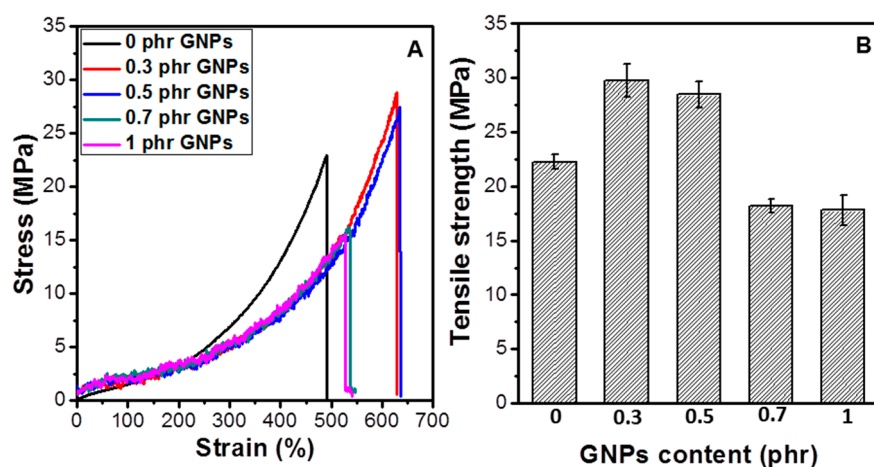 A
0 phr GNPs
0.3 phr GNPs
0.5 phr GNPs
0.7 phr GNPs
1 phr GNPs
Stress (MPa)
35
30
25
20
15
10
5
0
0 100 200 300 400 500 600 700
Strain (%)
B
Tensile strength (MPa)
35
30
25
20
15
10
5
0
0 0.3 0.5 0.7 1
GNPs content (phr)